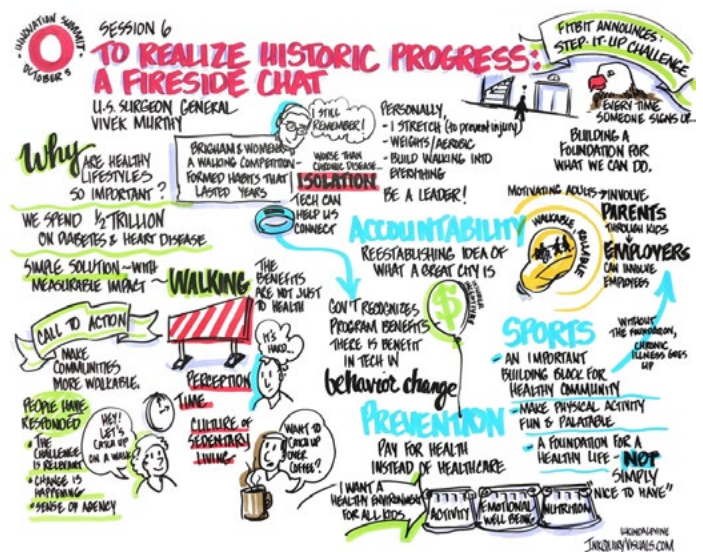 INNOVATION SUMMIT
OCTOBER 5
SESSION 6
TO REALIZE HISTORIC PROGRESS:
A FIRESIDE CHAT
U.S. SURGEON GENERAL
VIVEK MURTHY
FITBIT ANNOUNCES:
STEP-IT-UP CHALLENGE
EVERY TIME
SOMEONE SIGNS UP...
BUILDING A
FOUNDATION FOR
WHAT WE CAN DO.
Why ARE HEALTHY
LIFESTYLES
SO IMPORTANT?
WE SPEND 1/2 TRILLION
ON DIABETES & HEART DISEASE
SIMPLE SOLUTION ~ WITH
MEASURABLE IMPACT ~ WALKING
BRIGHAM & WOMENS
A WALKING COMPETITION-
FORMED HABITS THAT
LASTED YEARS
I STILL
REMEMBER!
WORSE THAN
CHRONIC DISEASE...
ISOLATION
TECH CAN
HELP US
CONNECT
PERSONALLY,
- I STRETCH (to prevent injury)
- WEIGHTS/AEROBIC
- BUILD WALKING INTO
EVERYTHING
BE A LEADER!
THE
BENEFITS
ARE NOT JUST
TO HEALTH
CALL TO ACTION
MAKE
COMMUNITIES
MORE WALKABLE.
PEOPLE HAVE
RESPONDED
• THE
CHALLENGE
IS RELEVANT
• CHANGE IS
HAPPENING
• SENSE OF AGENCY
HEY!
LET'S
CATCH UP
ON A WALK
PERCEPTION
TIME
CULTURE OF
SEDENTARY
LIVING
IT'S
HARD...
WANT TO
CATCH UP
OVER
COFFEE?
ACCOUNTABILITY
REESTABLISHING IDEA OF
WHAT A GREAT CITY IS
GOV'T RECOGNIZES
PROGRAM BENEFITS
THERE IS BENEFIT
IN TECH IN
behavior change
$
PREVENTION
PAY FOR HEALTH
INSTEAD OF HEALTHCARE
I WANT A
HEALTHY ENVIRONMENT
FOR ALL KIDS
ACTIVITY
EMOTIONAL
WELL BEING
NUTRITION
MOTIVATING ADULTS → INVOLVE
PARENTS
THROUGH KIDS
EMPLOYERS
CAN INVOLVE
EMPLOYEES
WALKABLE
ROLLABLE
SPORTS
- AN IMPORTANT
BUILDING BLOCK FOR
HEALTHY COMMUNITY
- MAKE PHYSICAL ACTIVITY
FUN & PALATABLE
- A FOUNDATION FOR A
HEALTHY LIFE - NOT
SIMPLY
"NICE TO HAVE"
WITHOUT
THE FOUNDATION,
CHRONIC
ILLNESS GOES
UP
INKQUIRYVISUALS.COM